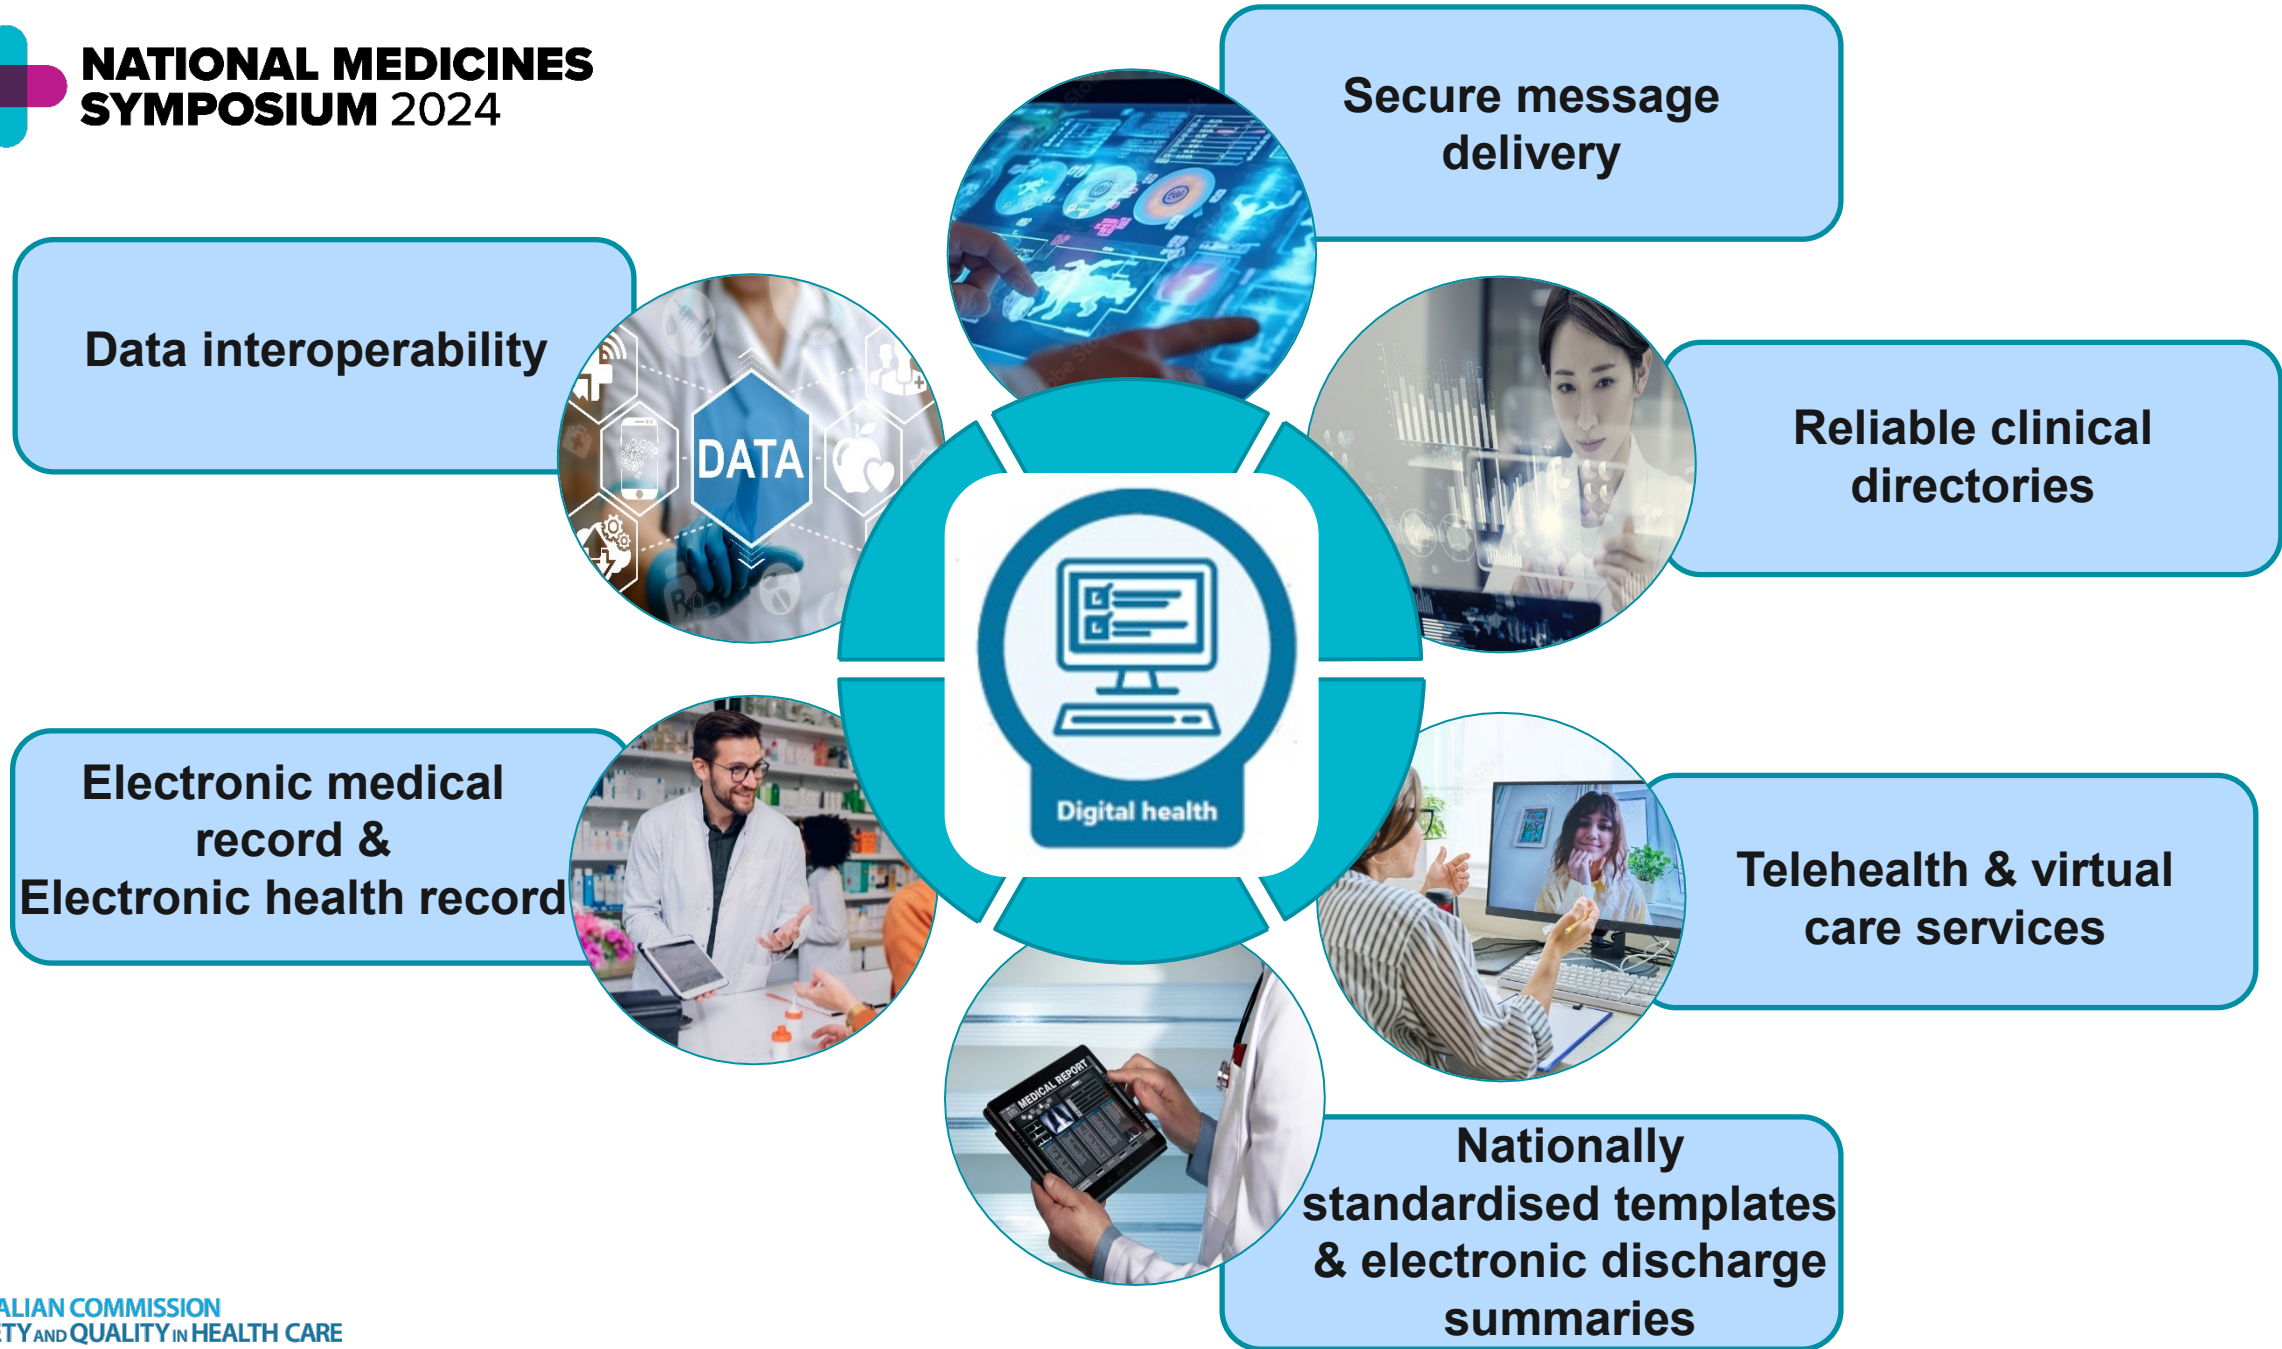 NATIONAL MEDICINES
SYMPOSIUM 2024
Secure message
delivery
Data interoperability
DATA
Reliable clinical
directories
Digital health
Electronic medical
record &
Electronic health record
Telehealth & virtual
care services
MEDICAL REPORT
Nationally
standardised templates
& electronic discharge
summaries
ALIAN COMMISSION
ETY AND QUALITY IN HEALTH CARE